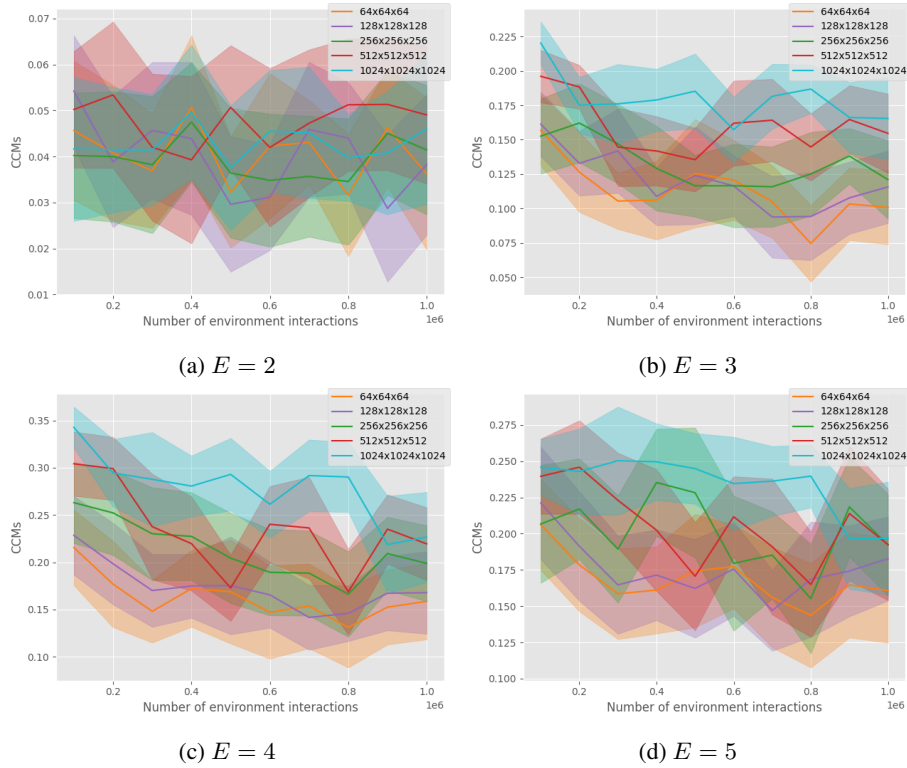 0.07
0.06
0.05
0.04
0.03
0.01
CCMs
64x64x64
128x128x128
256x256x256
512x512x512
1024x1024x1024
0.2 0.4 0.6 0.8 1.0
Number of environment interactions 1e6
(a) E = 2
0.225
0.200
0.175
0.150
0.125
0.100
0.075
0.050
CCMs
64x64x64
128x128x128
256x256x256
512x512x512
1024x1024x1024
0.2 0.4 0.6 0.8 1.0
Number of environment interactions 1e6
(b) E = 3
0.35
0.30
0.25
0.20
0.15
0.10
CCMs
64x64x64
128x128x128
256x256x256
512x512x512
1024x1024x1024
0.2 0.4 0.6 0.8 1.0
Number of environment interactions 1e6
(c) E = 4
0.275
0.250
0.225
0.200
0.175
0.150
0.125
0.100
CCMs
64x64x64
128x128x128
256x256x256
512x512x512
1024x1024x1024
0.2 0.4 0.6 0.8 1.0
Number of environment interactions 1e6
(d) E = 5